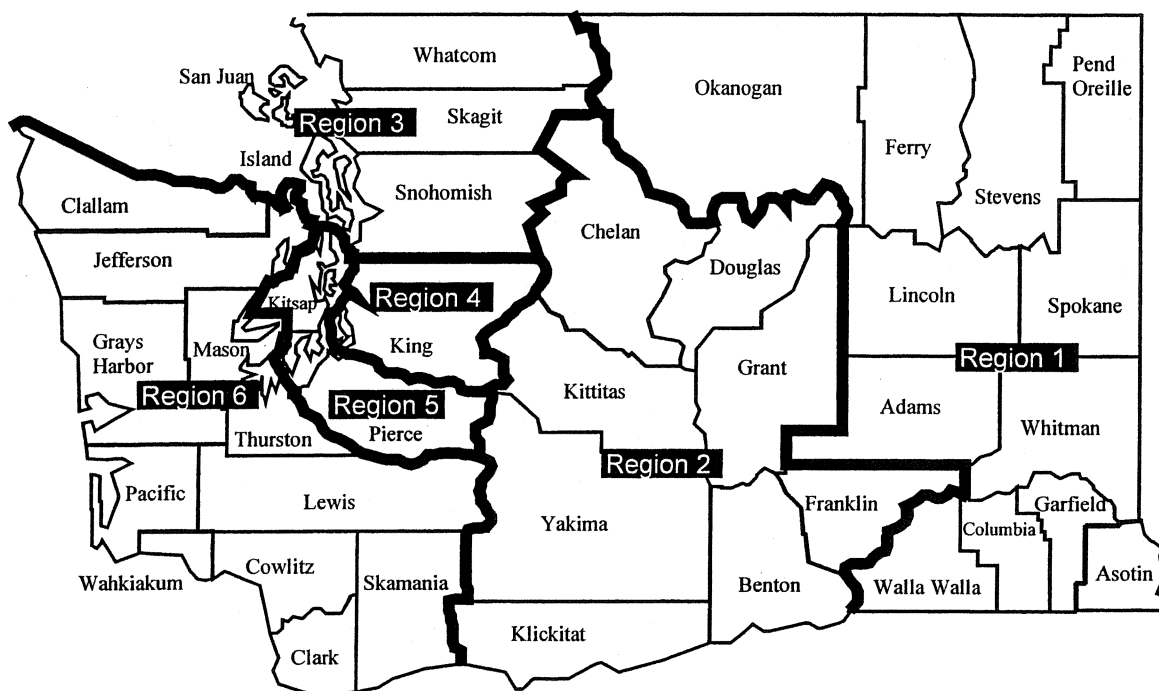 Whatcom
San Juan
Okanogan
Pend
Oreille
Skagit
Region 3
Ferry
Island
Snohomish
Stevens
Clallam
Chelan
Jefferson
Douglas
Lincoln
Spokane
Kitsap
Region 4
Grays
Harbor
Mason
King
Region 1
Grant
Kittitas
Region 6
Region 5
Adams
Whitman
Thurston
Pierce
Region 2
Pacific
Lewis
Franklin
Garfield
Yakima
Columbia
Cowlitz
Skamania
Wahkiakum
Benton
Walla Walla
Asotin
Klickitat
Clark